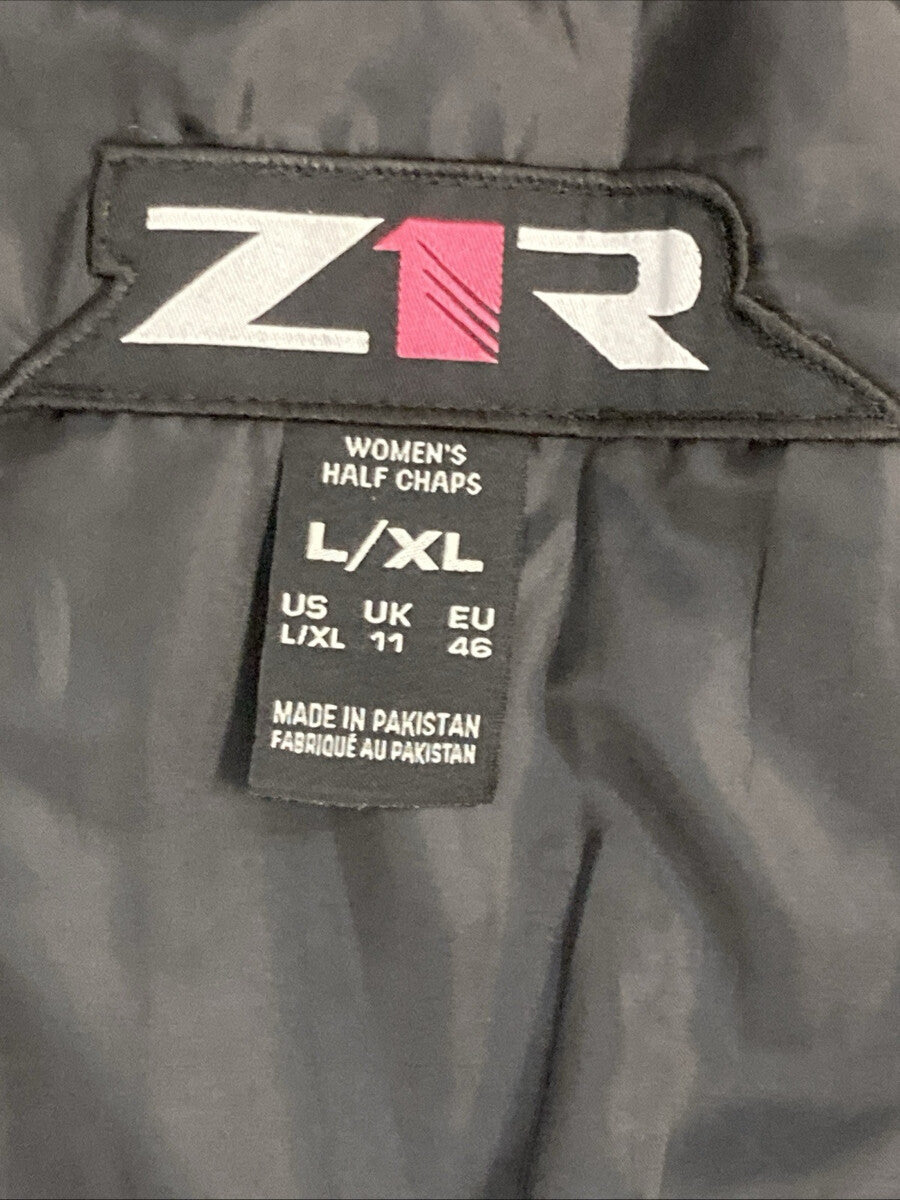 Z1R
WOMEN'S
HALF CHAPS
L/XL
US UK EU
L/XL 11 46
MADE IN PAKISTAN
FABRIQUÉ AU PAKISTAN